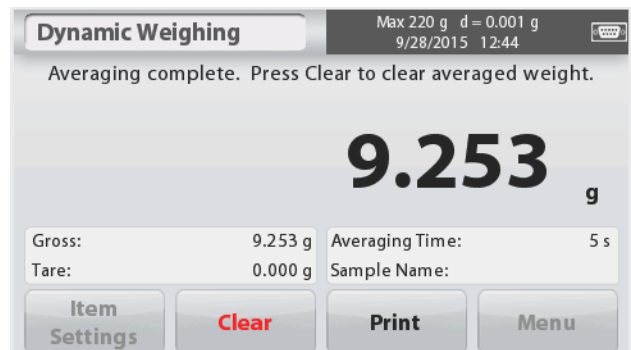 Dynamic Weighing
Max 220 g d = 0.001 g
9/28/2015 12:44
Averaging complete. Press Clear to clear averaged weight.
9.253 g
Gross: 9.253 g
Tare: 0.000 g
Averaging Time: 5 s
Sample Name:
Item
Settings
Clear
Print
Menu